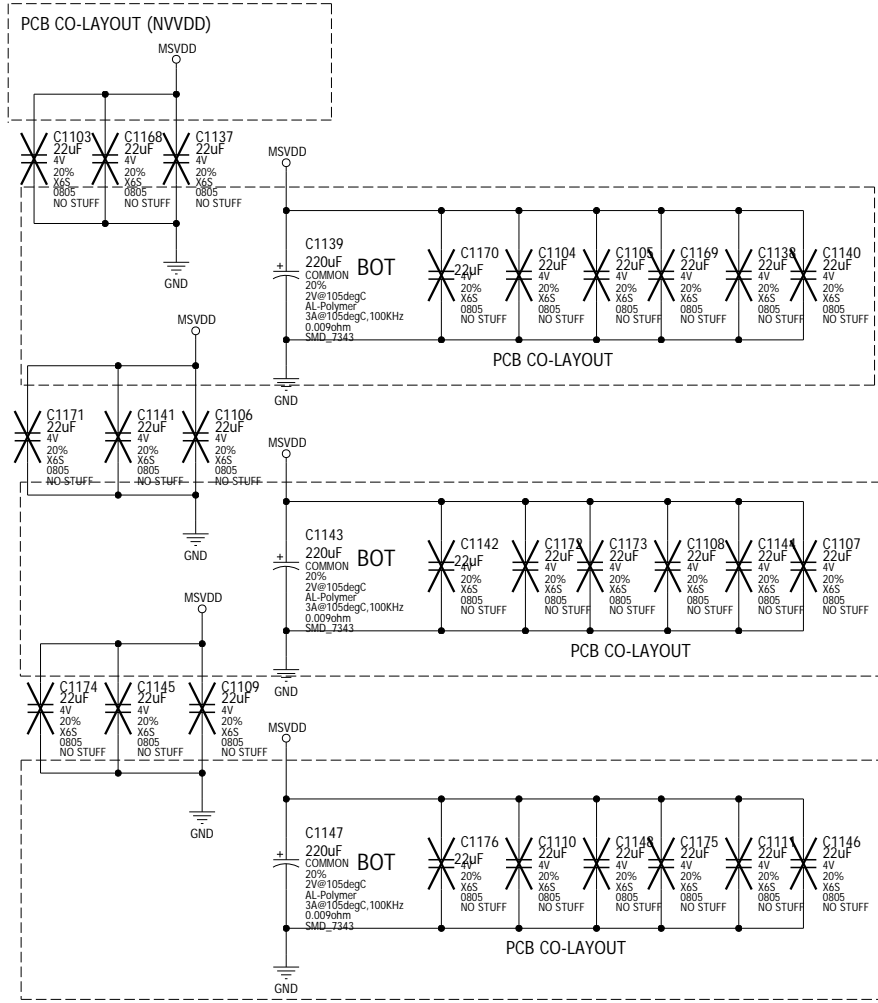 PCB CO-LAYOUT (NVVDD)
MSVDD
C1103
22uF
4V
20%
X6S
0805
NO STUFF
C1168
22uF
4V
20%
X6S
0805
NO STUFF
C1137
22uF
4V
20%
X6S
0805
NO STUFF
GND
MSVDD
C1139
220uF
COMMON
20%
2V@105degC
AL-Polymer
3A@105degC,100KHz
0.009ohm
SMD_7343
BOT
C1170
22uF
4V
20%
X6S
0805
NO STUFF
C1104
22uF
4V
20%
X6S
0805
NO STUFF
C1105
22uF
4V
20%
X6S
0805
NO STUFF
C1169
22uF
4V
20%
X6S
0805
NO STUFF
C1138
22uF
4V
20%
X6S
0805
NO STUFF
C1140
22uF
4V
20%
X6S
0805
NO STUFF
PCB CO-LAYOUT
GND
MSVDD
C1171
22uF
4V
20%
X6S
0805
NO STUFF
C1141
22uF
4V
20%
X6S
0805
NO STUFF
C1106
22uF
4V
20%
X6S
0805
NO STUFF
GND
MSVDD
C1143
220uF
COMMON
20%
2V@105degC
AL-Polymer
3A@105degC,100KHz
0.009ohm
SMD_7343
BOT
C1142
22uF
4V
20%
X6S
0805
NO STUFF
C1172
22uF
4V
20%
X6S
0805
NO STUFF
C1173
22uF
4V
20%
X6S
0805
NO STUFF
C1108
22uF
4V
20%
X6S
0805
NO STUFF
C1144
22uF
4V
20%
X6S
0805
NO STUFF
C1107
22uF
4V
20%
X6S
0805
NO STUFF
PCB CO-LAYOUT
GND
MSVDD
C1174
22uF
4V
20%
X6S
0805
NO STUFF
C1145
22uF
4V
20%
X6S
0805
NO STUFF
C1109
22uF
4V
20%
X6S
0805
NO STUFF
GND
MSVDD
C1147
220uF
COMMON
20%
2V@105degC
AL-Polymer
3A@105degC,100KHz
0.009ohm
SMD_7343
BOT
C1176
22uF
4V
20%
X6S
0805
NO STUFF
C1110
22uF
4V
20%
X6S
0805
NO STUFF
C1148
22uF
4V
20%
X6S
0805
NO STUFF
C1175
22uF
4V
20%
X6S
0805
NO STUFF
C1111
22uF
4V
20%
X6S
0805
NO STUFF
C1146
22uF
4V
20%
X6S
0805
NO STUFF
PCB CO-LAYOUT
GND